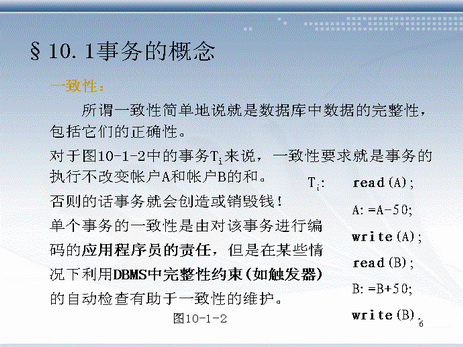 §10.1事务的概念
一致性：
所谓一致性简单地说就是数据库中数据的完整性，
包括它们的正确性。
对于图10-1-2中的事务Ti来说，一致性要求就是事务的
执行不改变帐户A和帐户B的和。
否则的话事务就会创造或销毁钱！
单个事务的一致性是由对该事务进行编
码的应用程序员的责任，但是在某些情
况下利用DBMS中完整性约束(如触发器)
的自动检查有助于一致性的维护。
图10-1-2
Ti: read(A);
A:=A-50;
write(A);
read(B);
B:=B+50;
write(B).
6